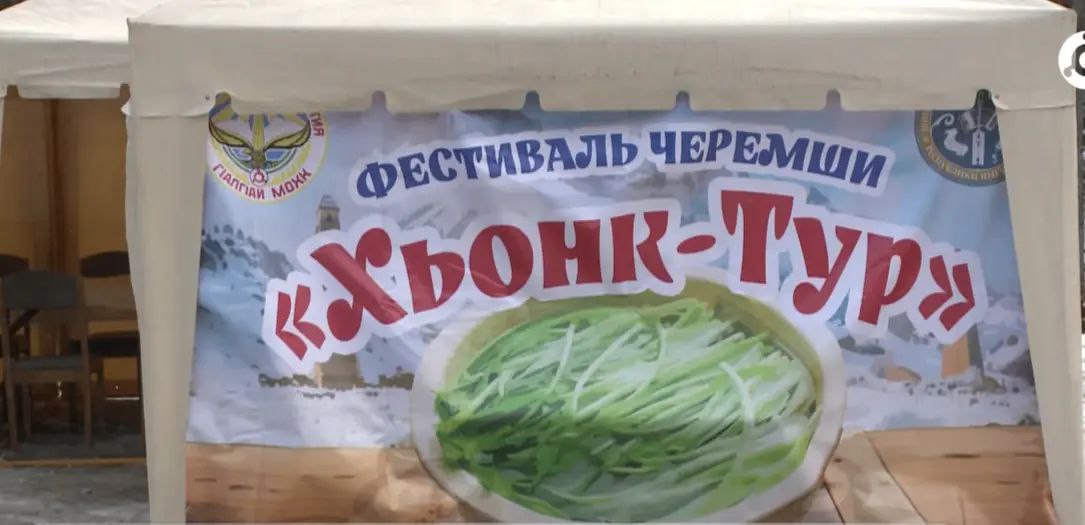 ФЕСТИВАЛЬ ЧЕРЕМШИ
«Хьонк-Тур»
ГIАЛГIАЙ МОХК